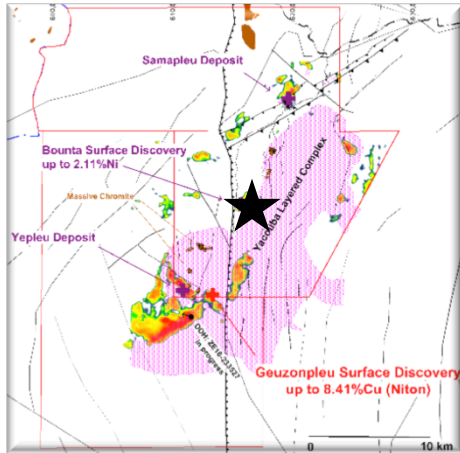 Samapleu Deposit
Bounta Surface Discovery
up to 2.11%Ni
Massive Chromite
Yepleu Deposit
Yacouba Layered Complex
in progress
Geuzonpleu Surface Discovery
up to 8.41%Cu (Niton)
0 10 km